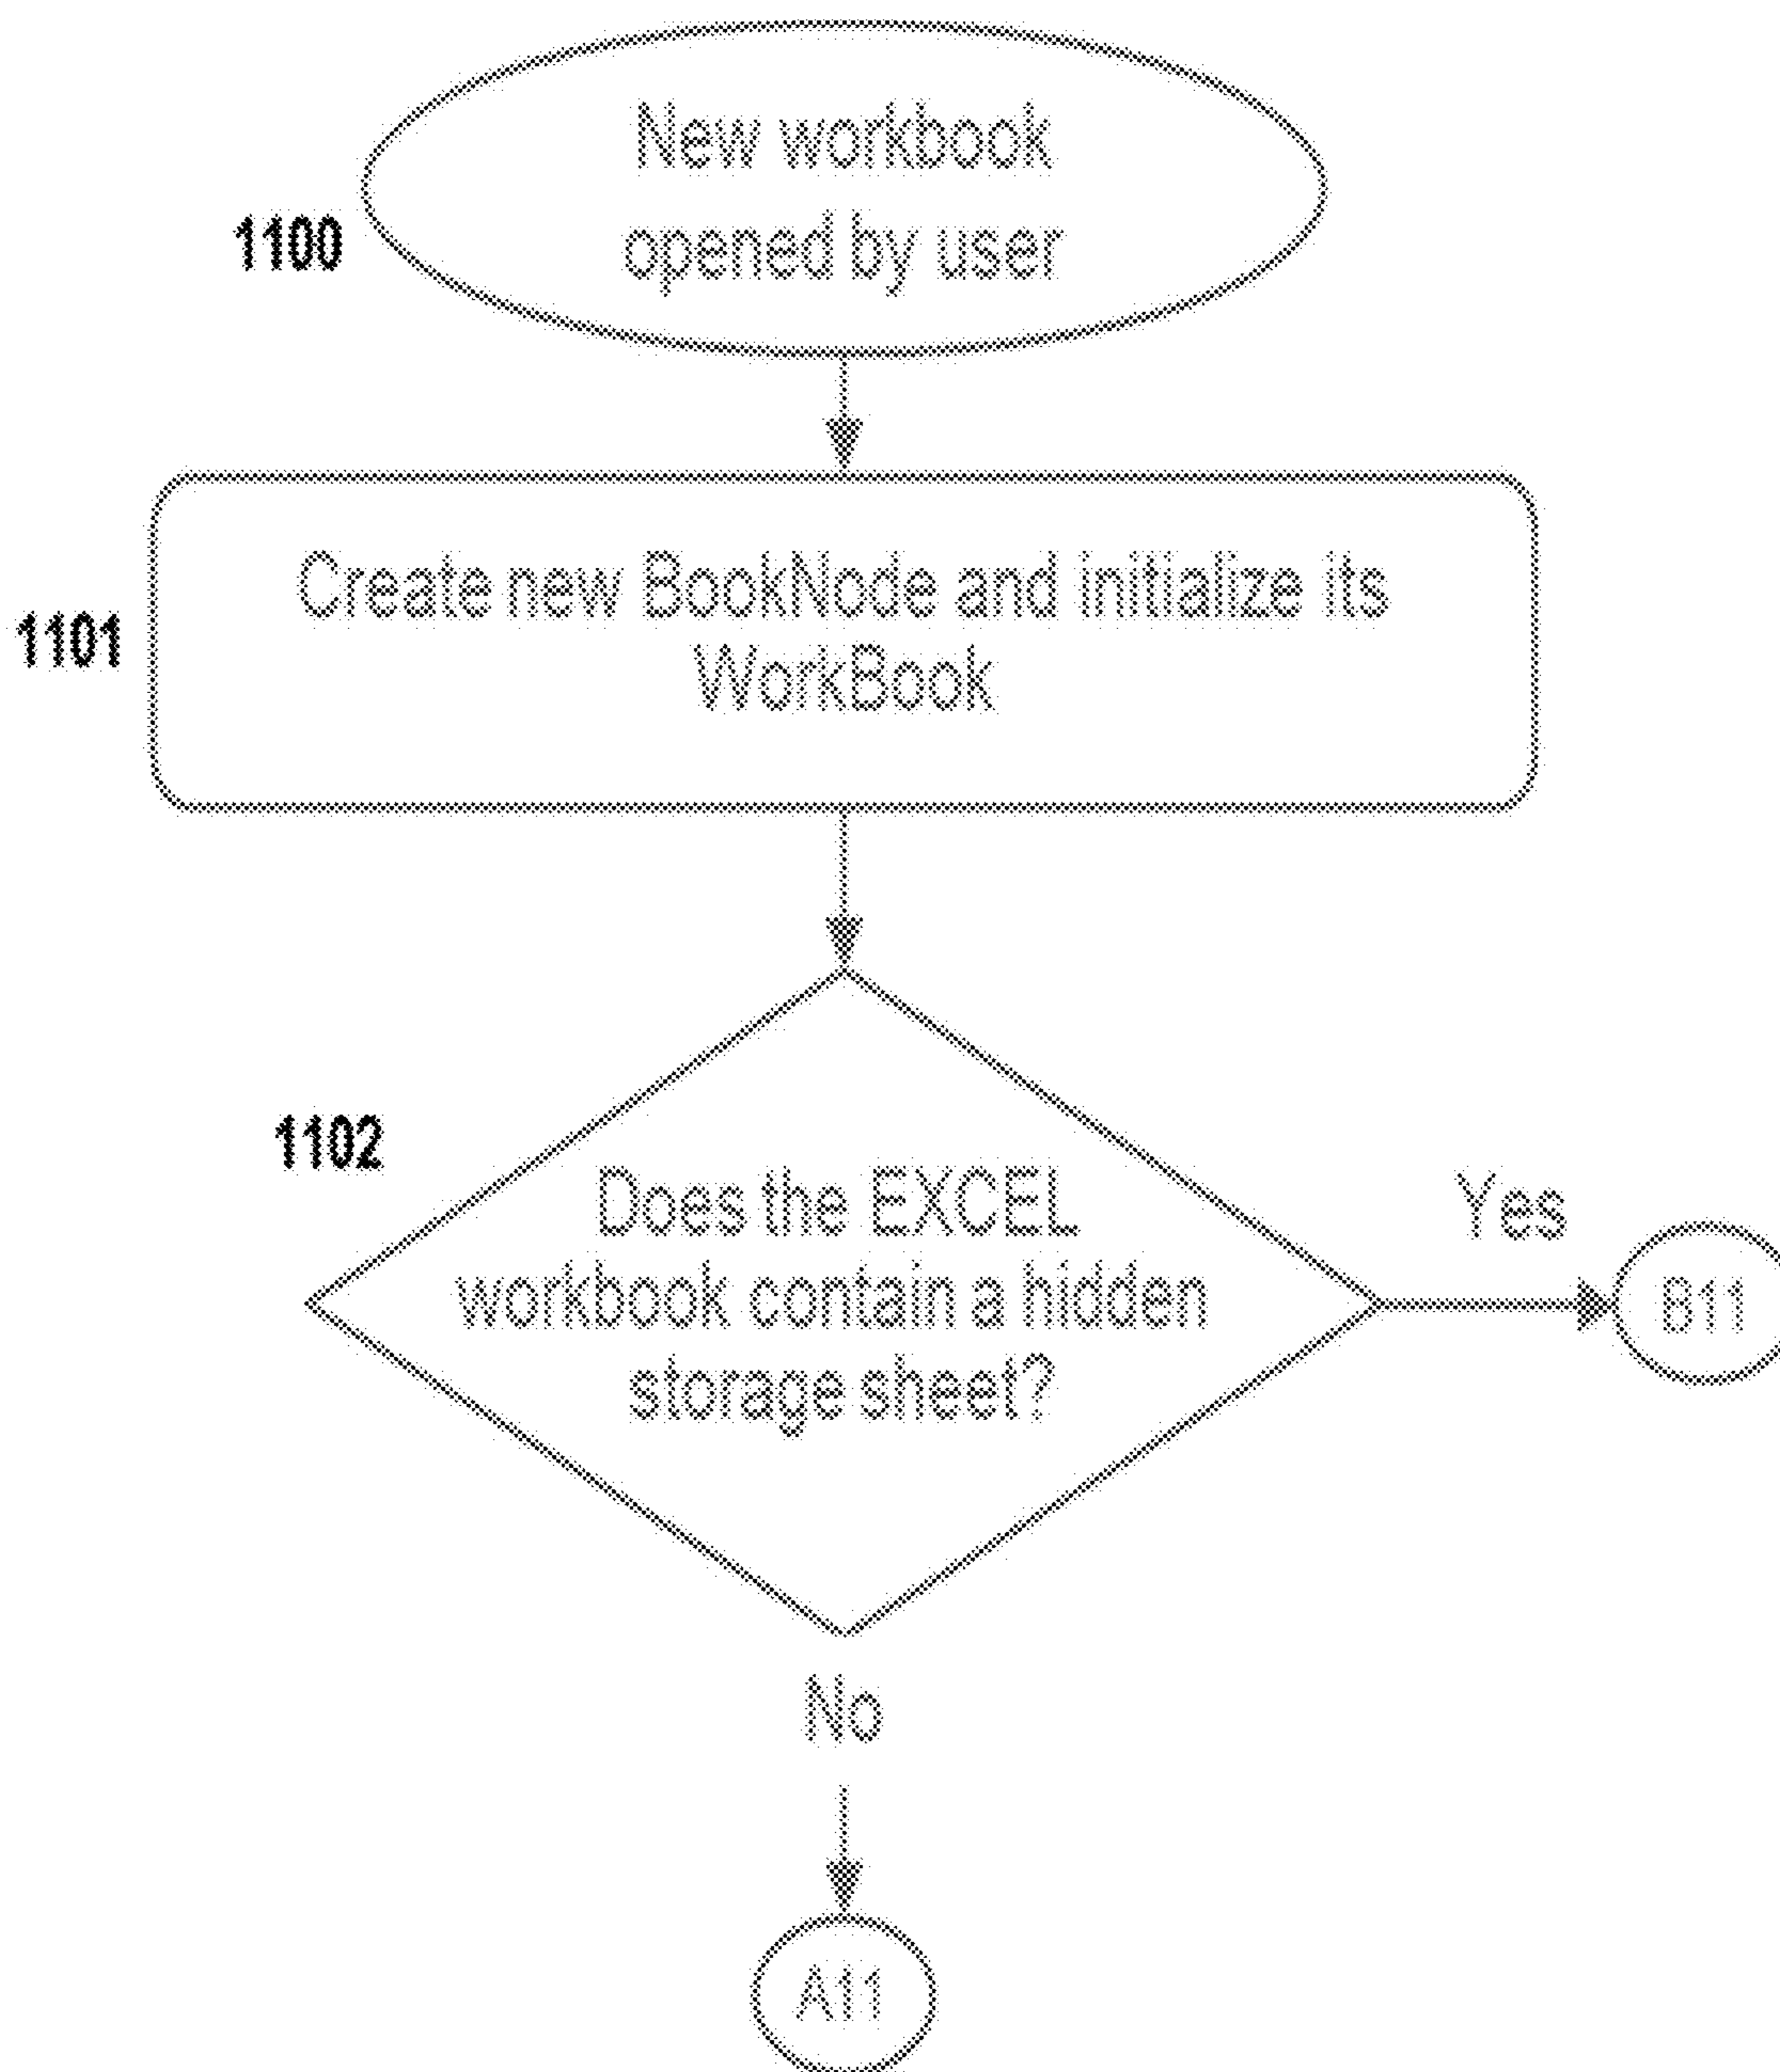 New workbook
opened by user
1100
Create new BookNode and initialize its
WorkBook
1101
1102
Does the EXCEL
workbook contain a hidden
storage sheet?
Yes
B11
No
A11